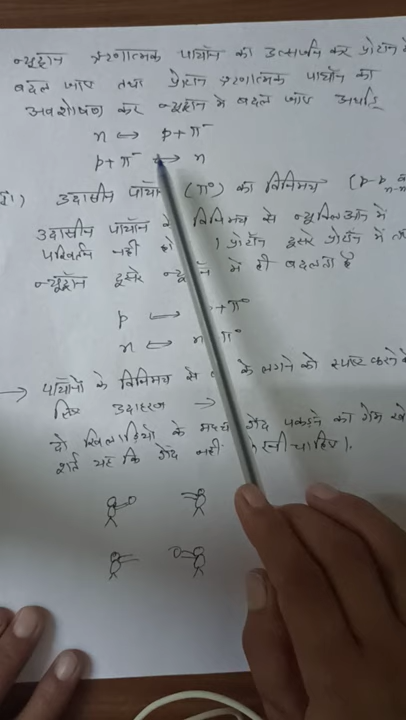 न्यूट्रॉन ऋणात्मक पायॉन का उत्सर्जन कर प्रोटॉन में
बदल जाए तथा प्रोटॉन ऋणात्मक पायॉन का
अवशोषण कर न्यूट्रॉन में बदल जाए अर्थात्
n ↔ p+π⁻
p+π⁻ ↔ n
उदासीन पायॉन (π⁰) का विनिमय (p-p
n-n
उदासीन पायॉन के विनिमय से न्यूक्लिऑन में
परिवर्तन नहीं प्रोटॉन दूसरे प्रोटॉन में
न्यूट्रॉन दूसरे न्यूट्रॉन में ही बदलता है
p ↔ p+π⁰
n ↔ n π⁰
→ पायॉनों के विनिमय से के लगने को स्पष्ट करने के
लिए उदाहरण →
दो खिलाड़ियों के मध्य गेंद पकड़ने का गेम
शर्त यह कि गेंद नहीं चाहिए।